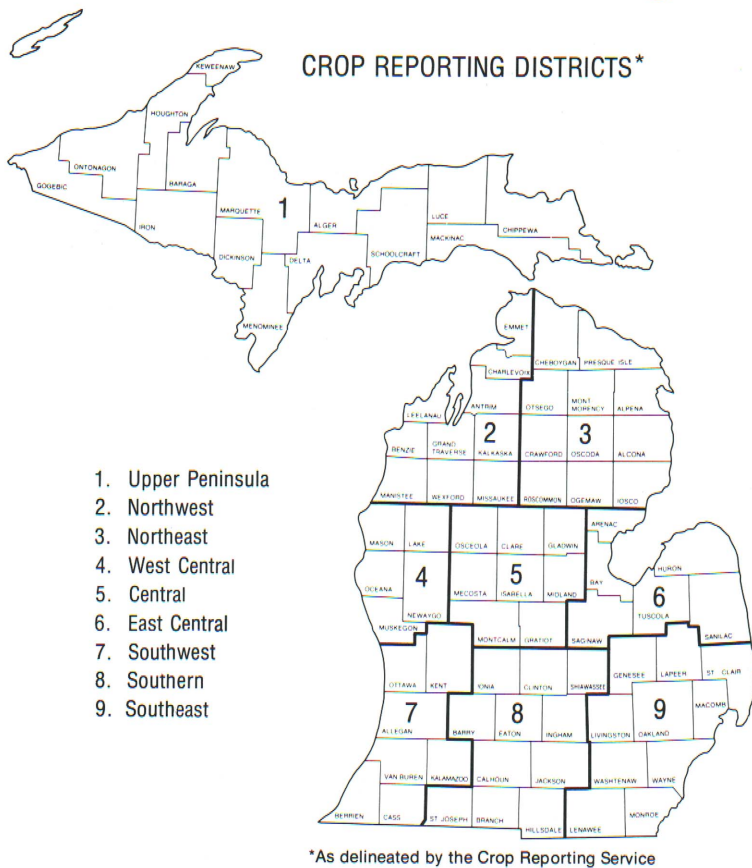 CROP REPORTING DISTRICTS*
KEWEENAW
HOUGHTON
ONTONAGON
GOGEBIC
BARAGA
MARQUETTE
1
ALGER
LUCE
IRON
CHIPPEWA
MACKINAC
DICKINSON
DELTA
SCHOOLCRAFT
MENOMINEE
EMMET
CHEBOYGAN
PRESQUE ISLE
CHARLEVOIX
ANTRIM
OTSEGO
MONT
MORENCY
ALPENA
LEELANAU
2
3
BENZIE
GRAND
TRAVERSE
KALKASKA
CRAWFORD
OSCODA
ALCONA
MANISTEE
WEXFORD
MISSAUKEE
ROSCOMMON
OGEMAW
IOSCO
1. Upper Peninsula
2. Northwest
3. Northeast
4. West Central
5. Central
6. East Central
7. Southwest
8. Southern
9. Southeast
ARENAC
MASON
LAKE
OSCEOLA
CLARE
GLADWIN
HURON
4
5
OCEANA
BAY
6
NEWAYGO
MECOSTA
ISABELLA
MIDLAND
TUSCOLA
MUSKEGON
MONTCALM
GRATIOT
SAGINAW
SANILAC
GENESEE
LAPEER
ST. CLAIR
OTTAWA
KENT
IONIA
CLINTON
SHIAWASSEE
MACOMB
7
8
9
ALLEGAN
BARRY
EATON
INGHAM
LIVINGSTON
OAKLAND
VAN BUREN
KALAMAZOO
CALHOUN
JACKSON
WASHTENAW
WAYNE
BERRIEN
CASS
ST JOSEPH
BRANCH
HILLSDALE
LENAWEE
MONROE
*As delineated by the Crop Reporting Service